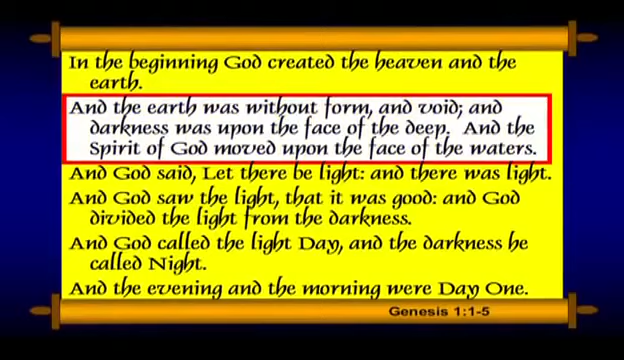 In the beginning God created the heaven and the
earth.
And the earth was without form, and void; and
darkness was upon the face of the deep. And the
Spirit of God moved upon the face of the waters.
And God said, Let there be light: and there was light.
And God saw the light, that it was good: and God
divided the light from the darkness.
And God called the light Day, and the darkness he
called Night.
And the evening and the morning were Day One.
Genesis 1:1-5